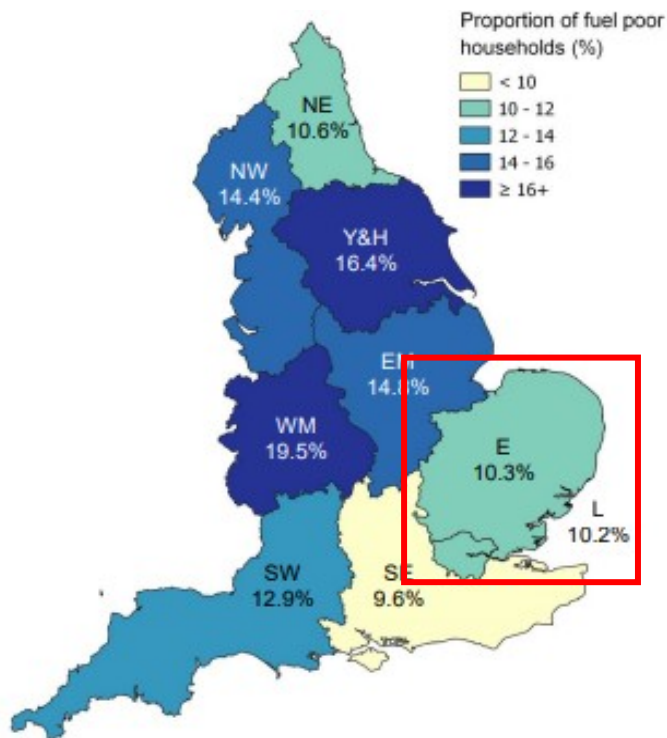 Proportion of fuel poor
households (%)
< 10
10 - 12
12 - 14
14 - 16
≥ 16+
NE
10.6%
NW
14.4%
Y&H
16.4%
EM
14.8%
WM
19.5%
E
10.3%
L
10.2%
SW
12.9%
SE
9.6%